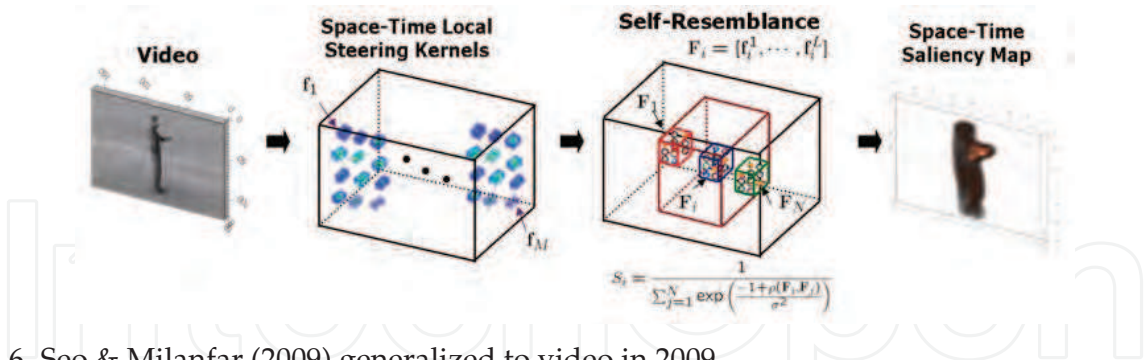 Video
Space-Time Local
Steering Kernels
Self-Resemblance
F_i = [f_i^1, ⋯, f_i^L]
Space-Time
Saliency Map
f_1
f_M
F_1
F_i
F_N
S_i = 1 / ∑_{j=1}^N exp((-1+ρ(F_i,F_j))/σ^2)
6. Seo & Milanfar (2009) generalized to video in 2009